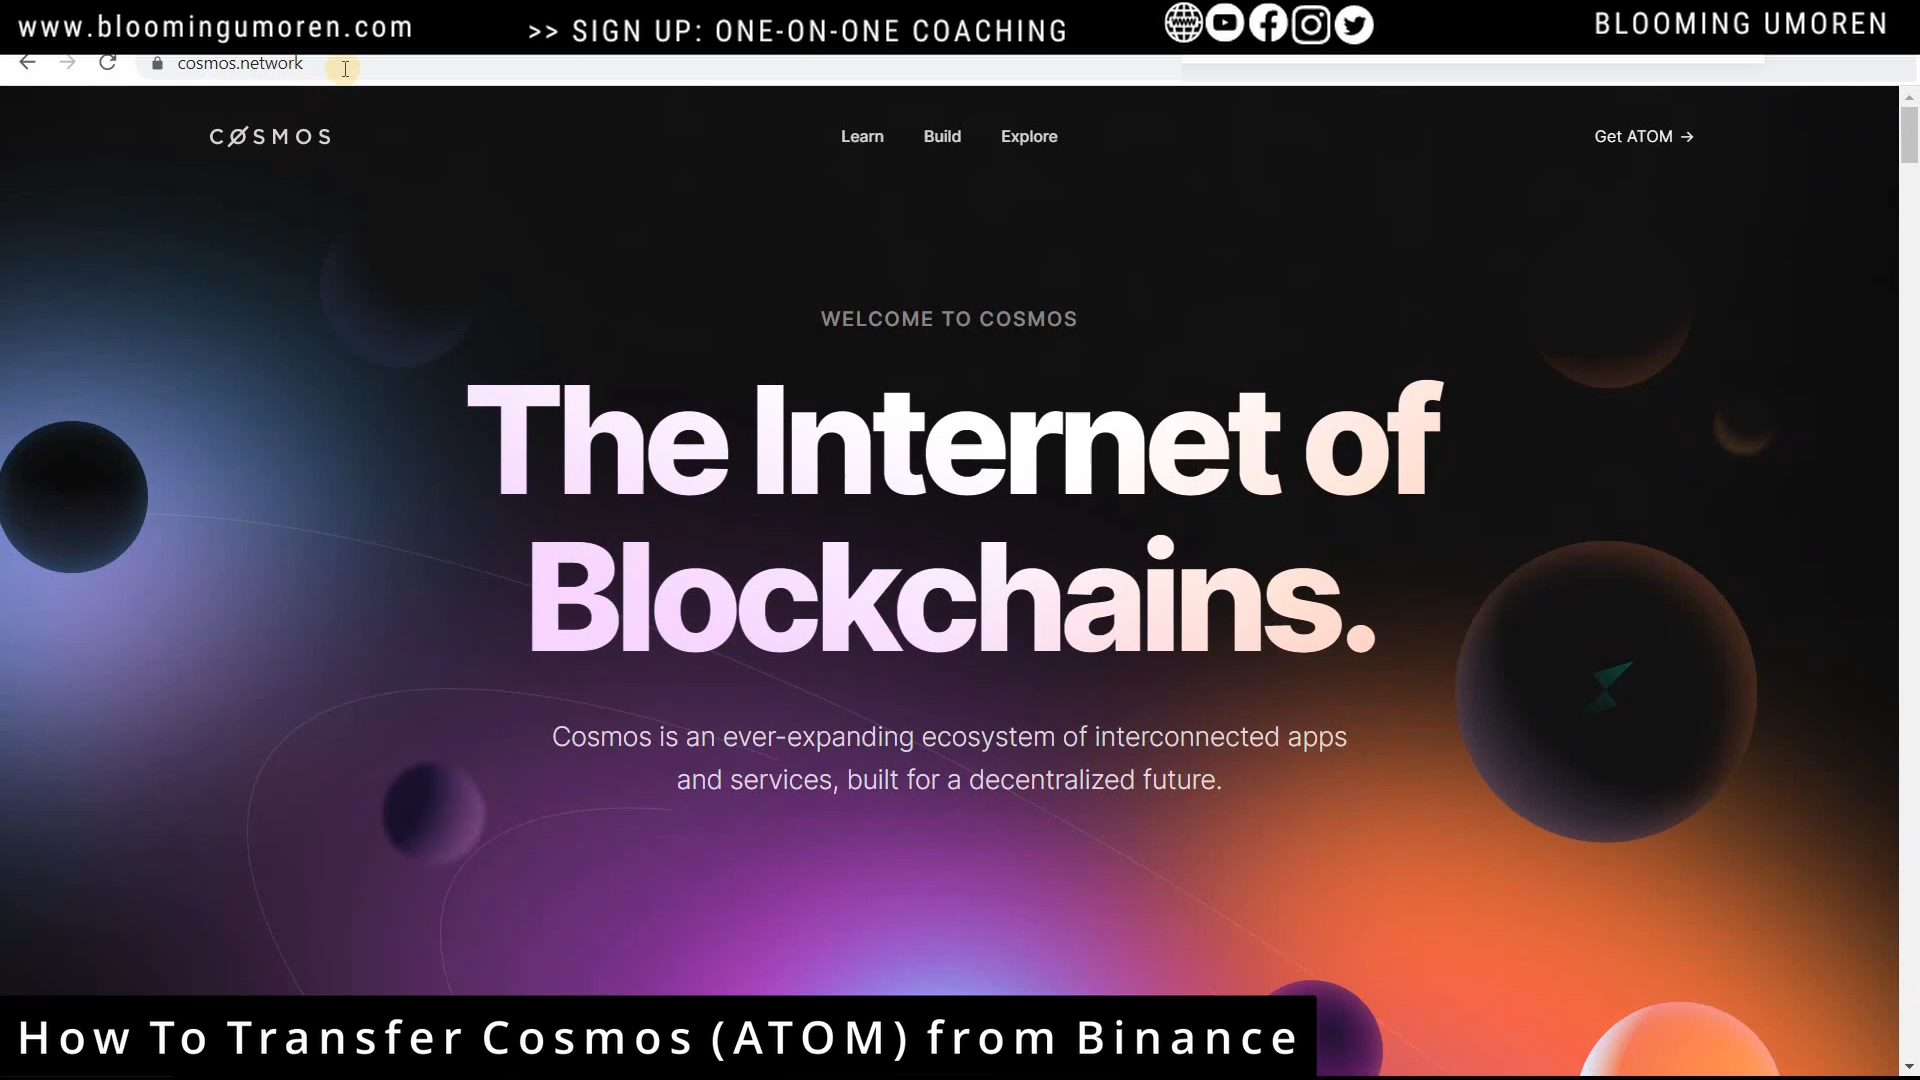 www.bloomingumoren.com
>> SIGN UP: ONE-ON-ONE COACHING
BLOOMING UMOREN
cosmos.network
CØSMOS
Learn
Build
Explore
Get ATOM →
WELCOME TO COSMOS
The Internet of
Blockchains.
Cosmos is an ever-expanding ecosystem of interconnected apps
and services, built for a decentralized future.
How To Transfer Cosmos (ATOM) from Binance